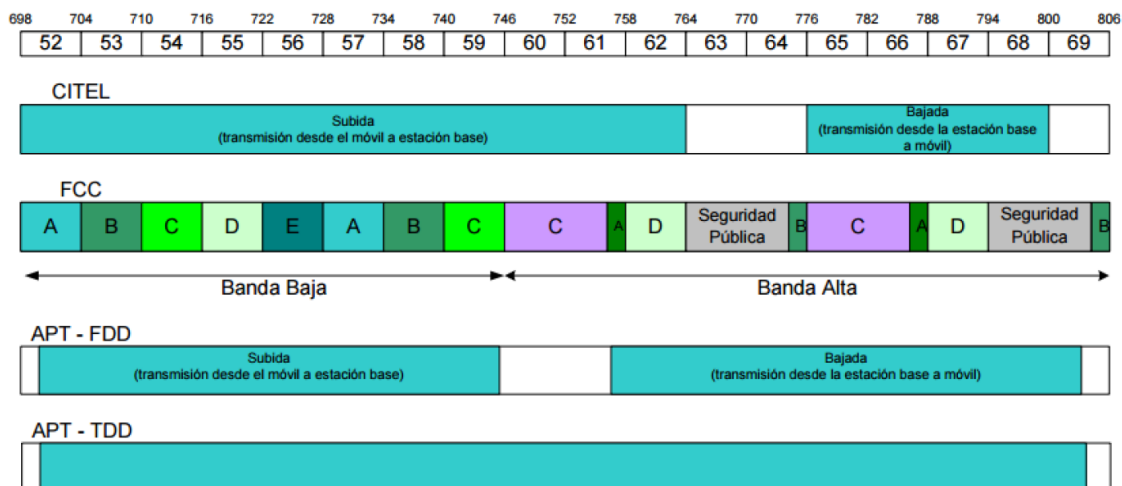 698 704 710 716 722 728 734 740 746 752 758 764 770 776 782 788 794 800 806
52 53 54 55 56 57 58 59 60 61 62 63 64 65 66 67 68 69
CITEL
Subida
(transmisión desde el móvil a estación base)
Bajada
(transmisión desde la estación base
a móvil)
FCC
A B C D E A B C C A D Seguridad
Pública B C A D Seguridad
Pública B
Banda Baja Banda Alta
APT - FDD
Subida
(transmisión desde el móvil a estación base)
Bajada
(transmisión desde la estación base a móvil)
APT - TDD